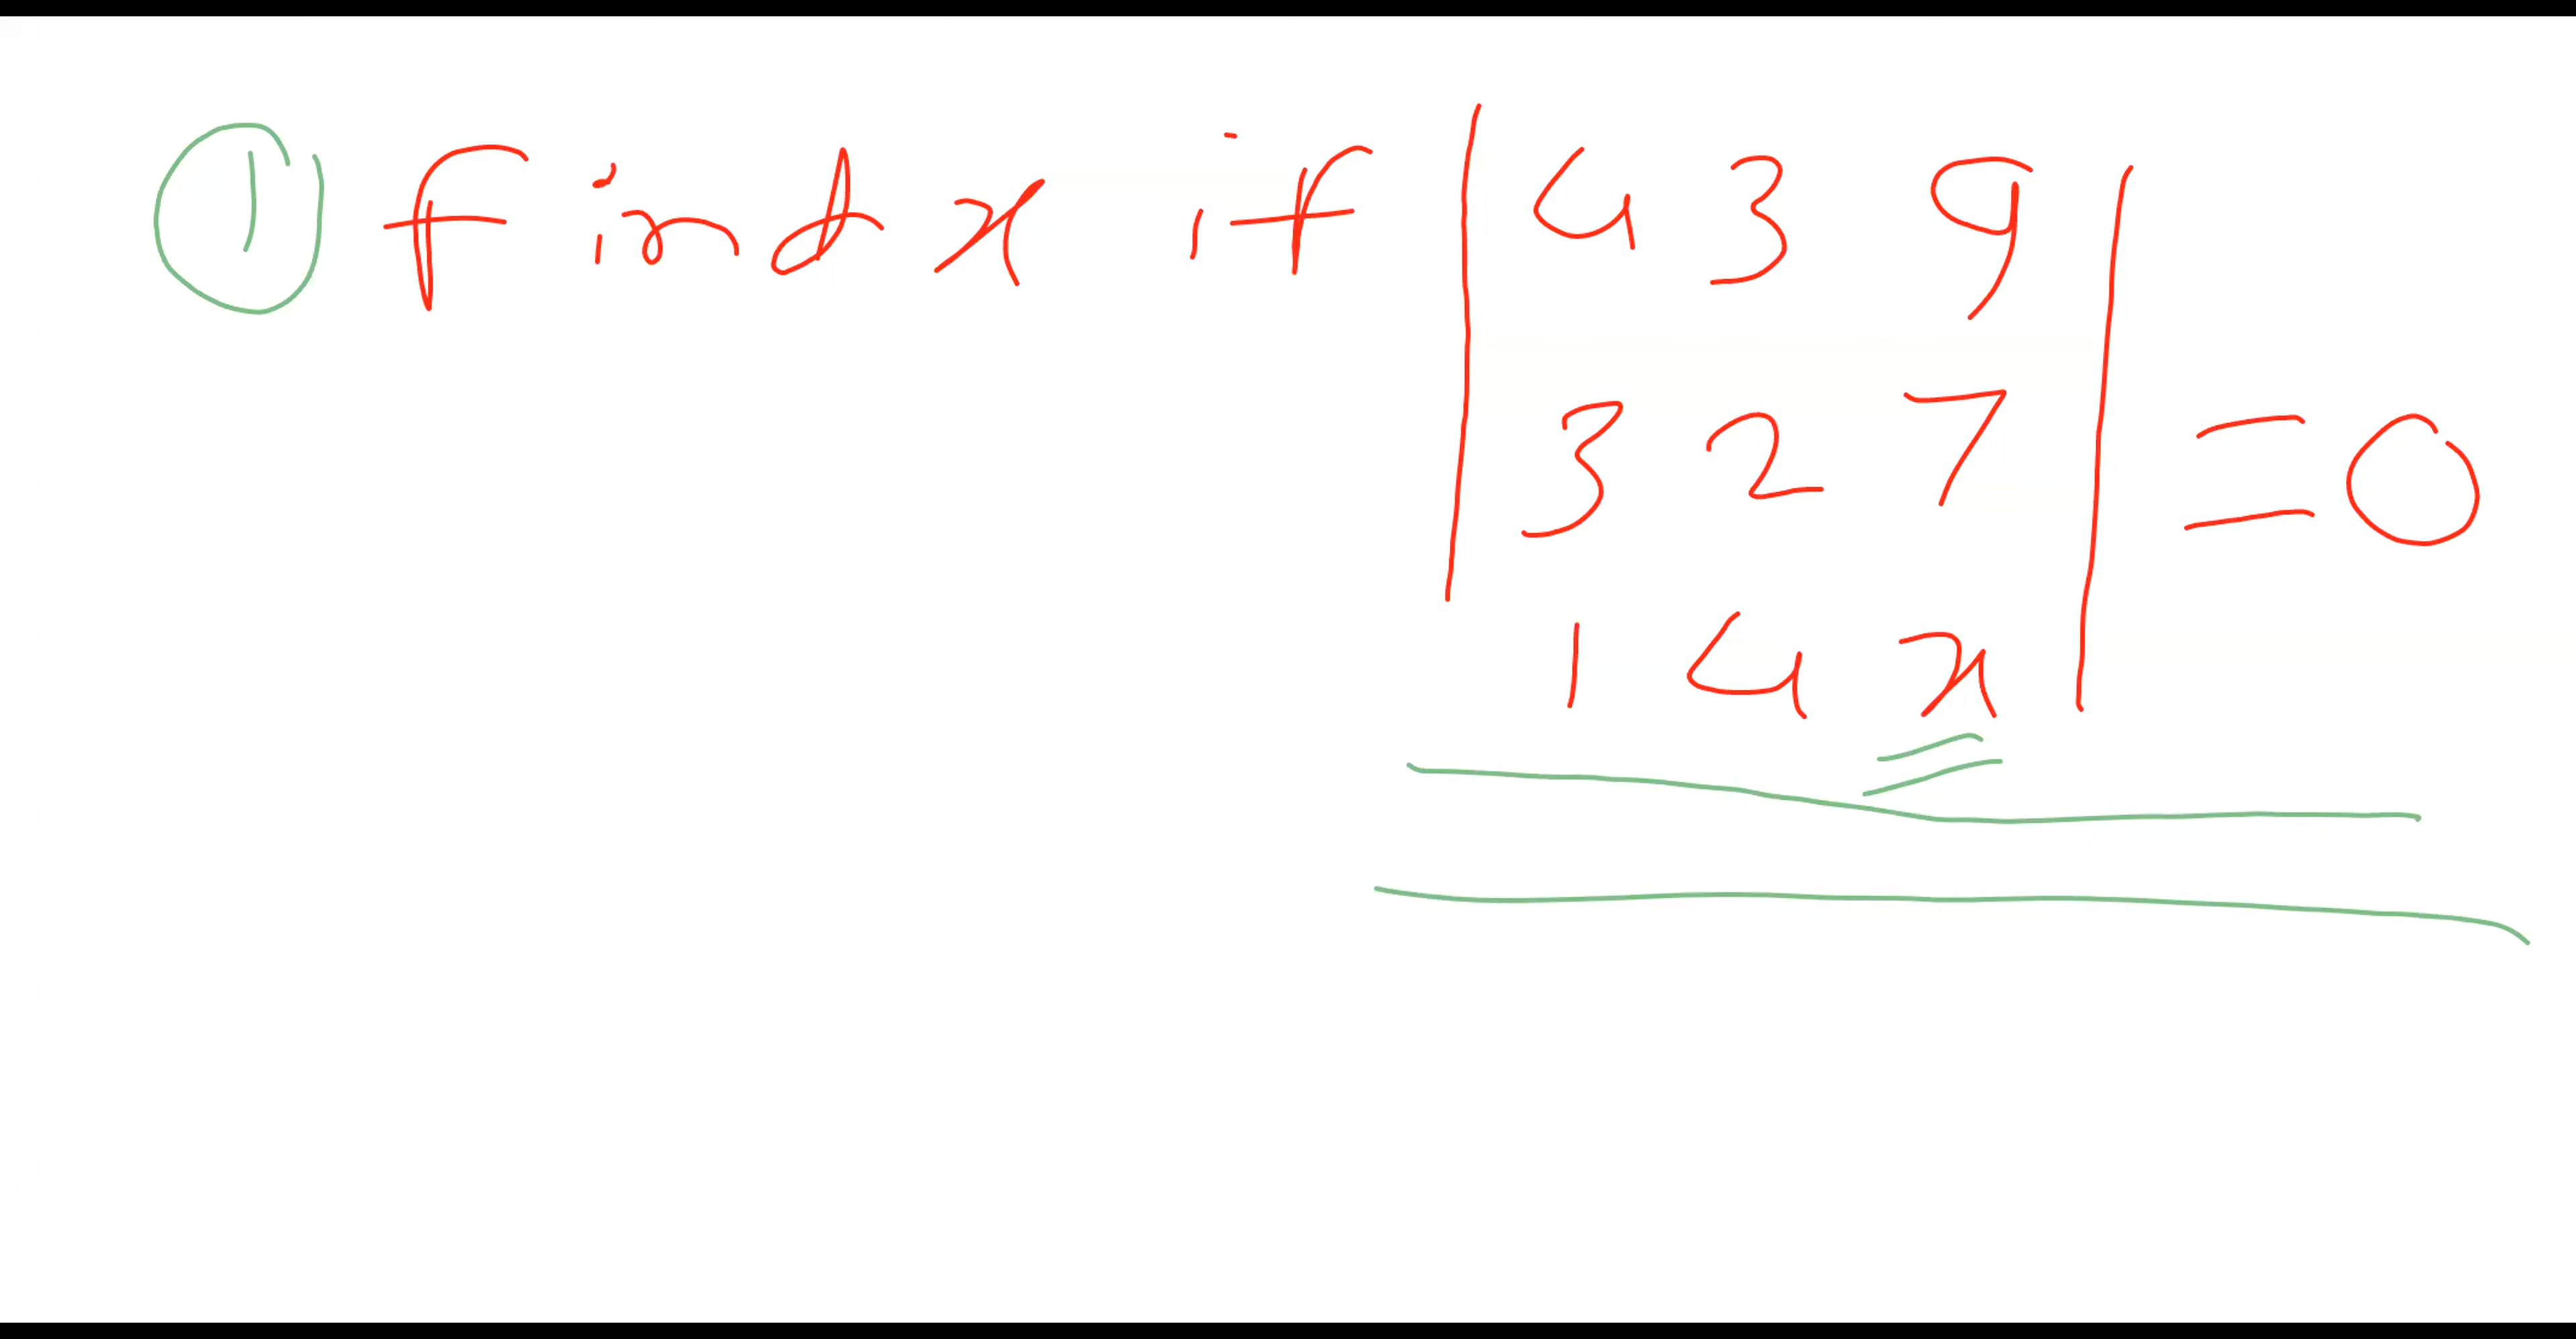 ① Find x if | 4 3 9 |
| 3 2 7 | = 0
| 1 4 x |